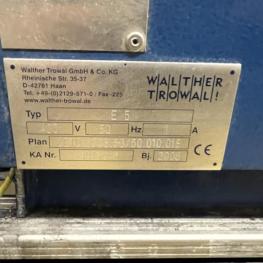 Walther Trowal GmbH & Co. KG
Rheinische Str. 35-37
D-42781 Haan
Tel. +49-(0)2129-571-0 / Fax -225
www-walther-trowal.de
WALTHER
TROWAL!
Typ E 5
V 50 Hz A
Plan
KA Nr. Bj. CE